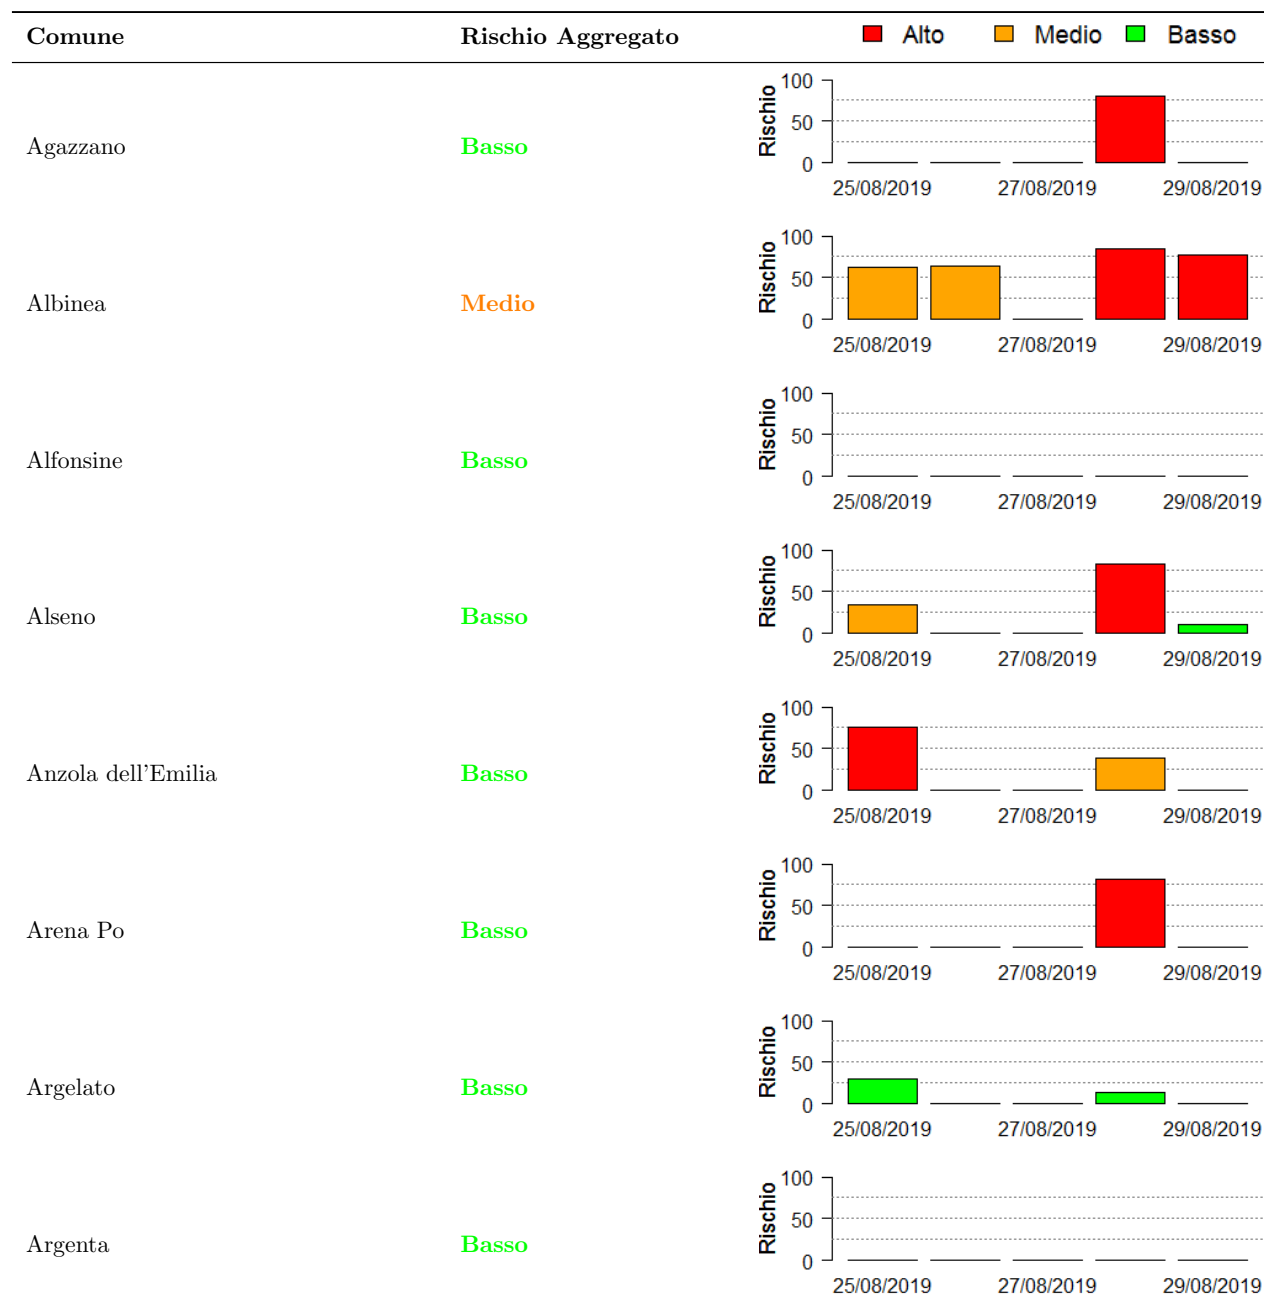 Comune Rischio Aggregato Alto Medio Basso
100
50
0
Rischio
Agazzano Basso
25/08/2019 27/08/2019 29/08/2019
100
50
0
Rischio
Albinea Medio
25/08/2019 27/08/2019 29/08/2019
100
50
0
Rischio
Alfonsine Basso
25/08/2019 27/08/2019 29/08/2019
100
50
0
Rischio
Alseno Basso
25/08/2019 27/08/2019 29/08/2019
100
50
0
Rischio
Anzola dell'Emilia Basso
25/08/2019 27/08/2019 29/08/2019
100
50
0
Rischio
Arena Po Basso
25/08/2019 27/08/2019 29/08/2019
100
50
0
Rischio
Argelato Basso
25/08/2019 27/08/2019 29/08/2019
100
50
0
Rischio
Argenta Basso
25/08/2019 27/08/2019 29/08/2019